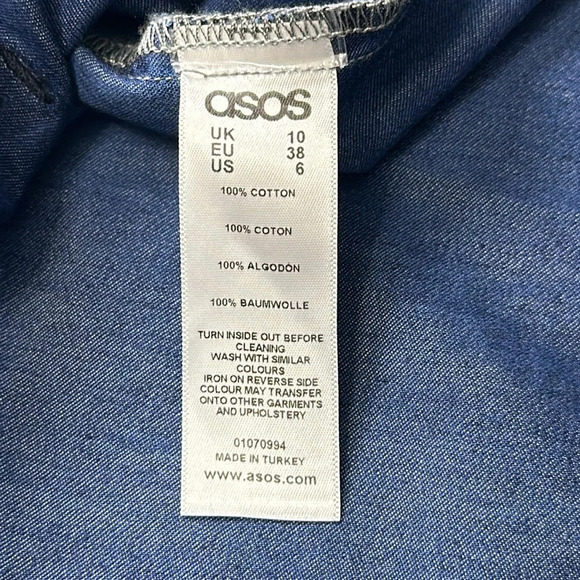 asos
UK 10
EU 38
US 6
100% COTTON
100% COTON
100% ALGODÓN
100% BAUMWOLLE
TURN INSIDE OUT BEFORE
CLEANING
WASH WITH SIMILAR
COLOURS
IRON ON REVERSE SIDE
COLOUR MAY TRANSFER
ONTO OTHER GARMENTS
AND UPHOLSTERY
01070994
MADE IN TURKEY
www.asos.com